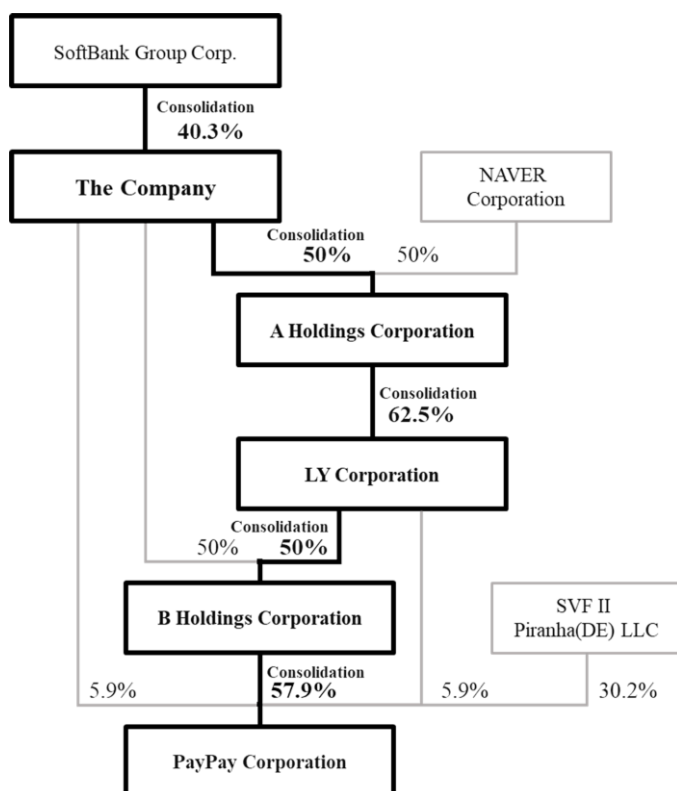 SoftBank Group Corp.
Consolidation
40.3%
The Company
NAVER
Corporation
Consolidation
50%
50%
A Holdings Corporation
Consolidation
62.5%
LY Corporation
Consolidation
50%
50%
B Holdings Corporation
SVF II
Piranha(DE) LLC
Consolidation
5.9%
57.9%
5.9%
30.2%
PayPay Corporation